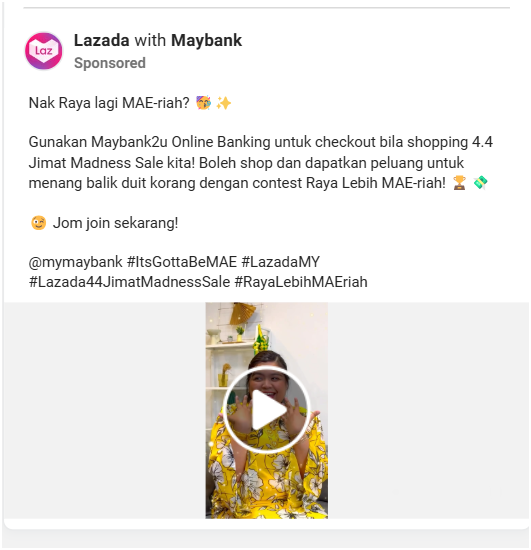 Laz
Lazada with Maybank
Sponsored
Nak Raya lagi MAE-riah? 🥳✨
Gunakan Maybank2u Online Banking untuk checkout bila shopping 4.4
Jimat Madness Sale kita! Boleh shop dan dapatkan peluang untuk
menang balik duit korang dengan contest Raya Lebih MAE-riah! 🏆 💸
😉 Jom join sekarang!
@mymaybank #ItsGottaBeMAE #LazadaMY
#Lazada44JimatMadnessSale #RayaLebihMAEriah